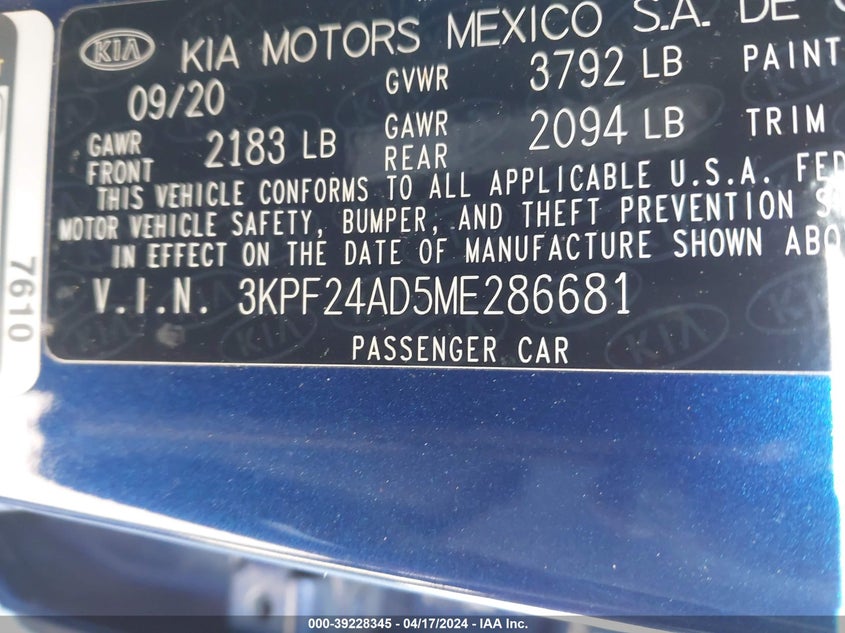 KIA KIA MOTORS MEXICO S.A. DE
09/20 GVWR 3792 LB PAINT
GAWR FRONT 2183 LB GAWR REAR 2094 LB TRIM
THIS VEHICLE CONFORMS TO ALL APPLICABLE U.S.A. FED
MOTOR VEHICLE SAFETY, BUMPER, AND THEFT PREVENTION S
IN EFFECT ON THE DATE OF MANUFACTURE SHOWN ABO
V.I.N. 3KPF24AD5ME286681
PASSENGER CAR
7610
000-39228345 - 04/17/2024 - IAA Inc.